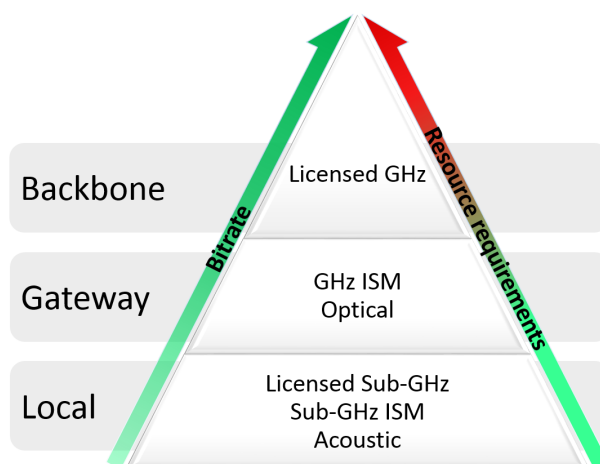 Backbone
Licensed GHz
Bitrate
Resource requirements
Gateway
GHz ISM
Optical
Local
Licensed Sub-GHz
Sub-GHz ISM
Acoustic